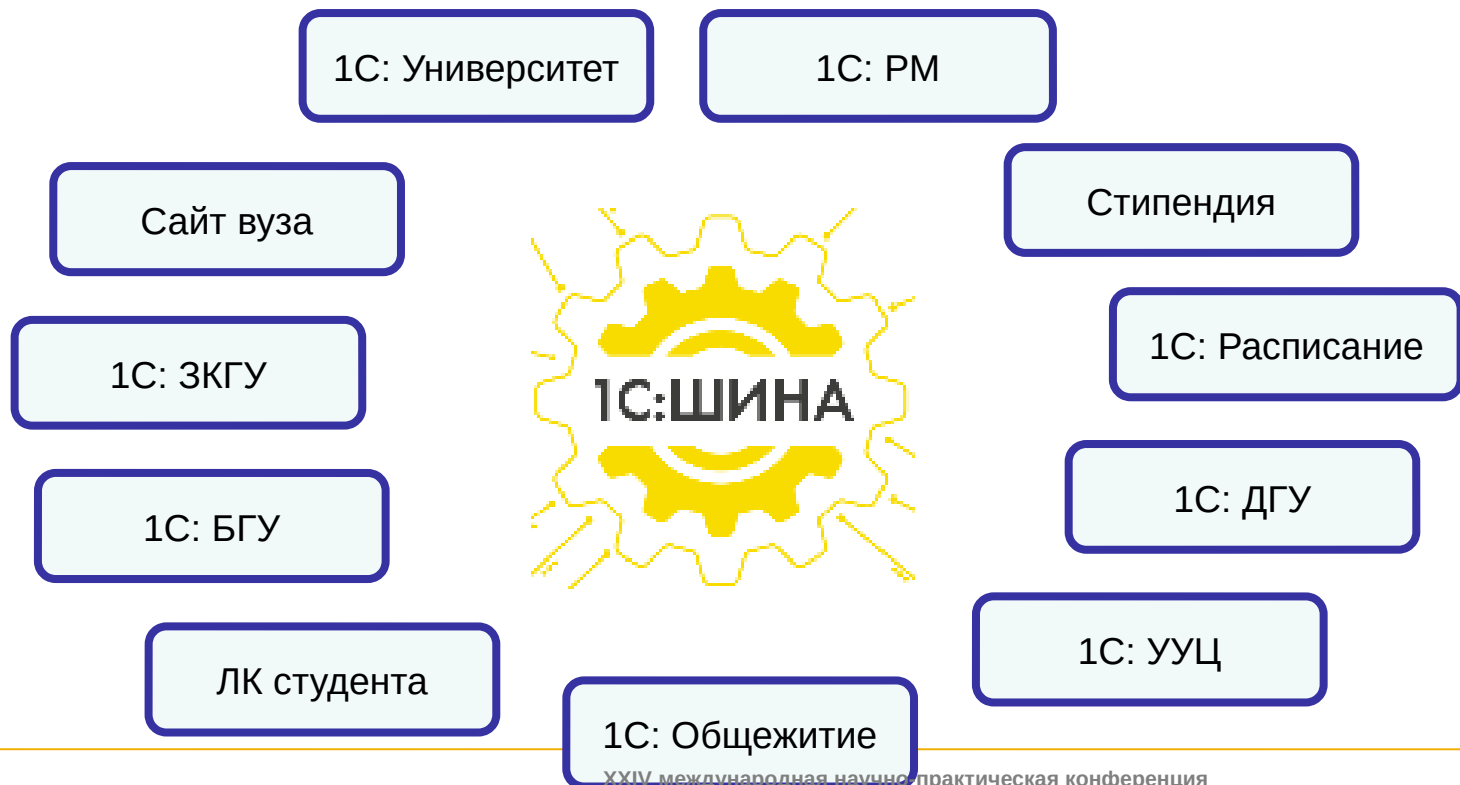 1С: Университет
1С: РМ
Стипендия
Сайт вуза
1С: Расписание
1С: ЗКГУ
1С:ШИНА
1С: ДГУ
1С: БГУ
1С: УУЦ
ЛК студента
1С: Общежитие
XXIV международная научно-практическая конференция